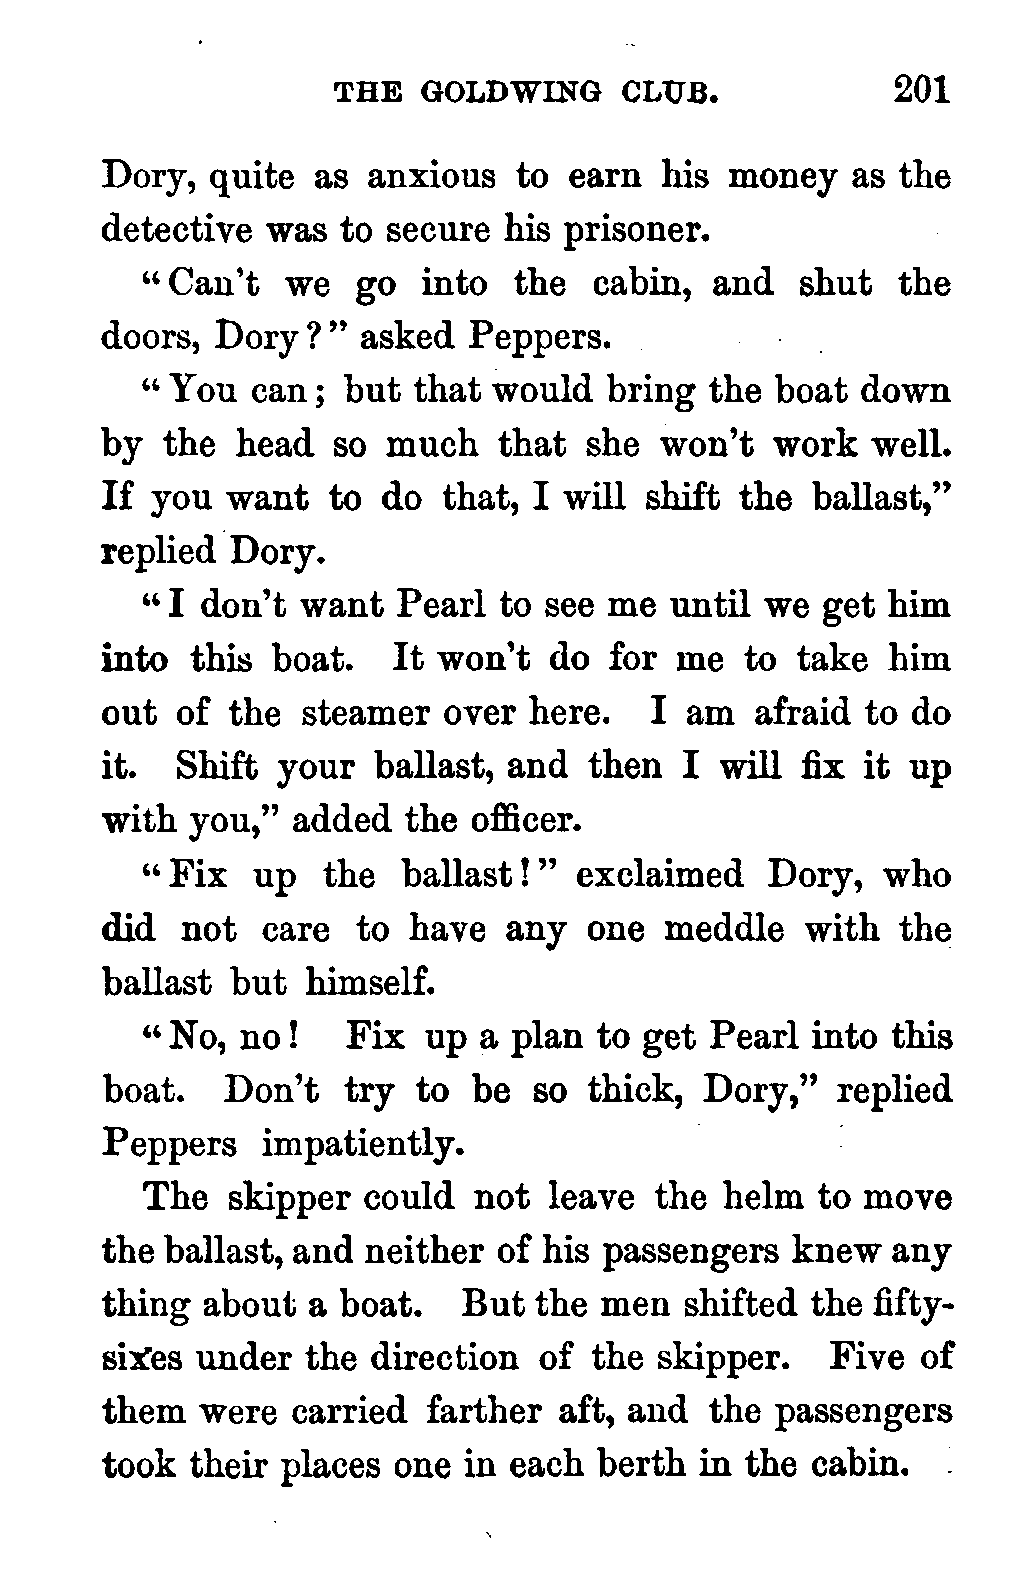 THE GOLDWING CLUB. 201
Dory, quite as anxious to earn his money as the
detective was to secure his prisoner.
"Can't we go into the cabin, and shut the
doors, Dory?" asked Peppers.
"You can; but that would bring the boat down
by the head so much that she won't work well.
If you want to do that, I will shift the ballast,"
replied Dory.
"I don't want Pearl to see me until we get him
into this boat. It won't do for me to take him
out of the steamer over here. I am afraid to do
it. Shift your ballast, and then I will fix it up
with you," added the officer.
"Fix up the ballast!" exclaimed Dory, who
did not care to have any one meddle with the
ballast but himself.
"No, no! Fix up a plan to get Pearl into this
boat. Don't try to be so thick, Dory," replied
Peppers impatiently.
The skipper could not leave the helm to move
the ballast, and neither of his passengers knew any
thing about a boat. But the men shifted the fifty-
sixes under the direction of the skipper. Five of
them were carried farther aft, and the passengers
took their places one in each berth in the cabin.